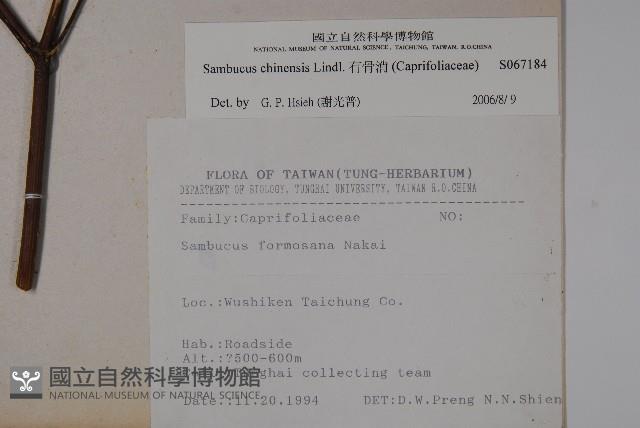 國立自然科學博物館
NATIONAL MUSEUM OF NATURAL SCIENCE, TAICHUNG, TAIWAN, R.O.CHINA
Sambucus chinensis Lindl. 冇骨消 (Caprifoliaceae) S067184
Det. by G. P. Hsieh (謝光普) 2006/8/ 9
FLORA OF TAIWAN(TUNG-HERBARIUM)
DEPARTMENT OF BIOLOGY, TUNGHAI UNIVERSITY, TAIWAN R.O.CHINA
Family:Caprifoliaceae NO:
Sambucus formosana Nakai
Loc.:Wushiken Taichung Co.
Hab.:Roadside
Alt.:?500-600m
collecting team
Date.:11.20.1994 DET:D.W.Preng N.N.Shien
國立自然科學博物館
NATIONAL MUSEUM OF NATURAL SCIENCE